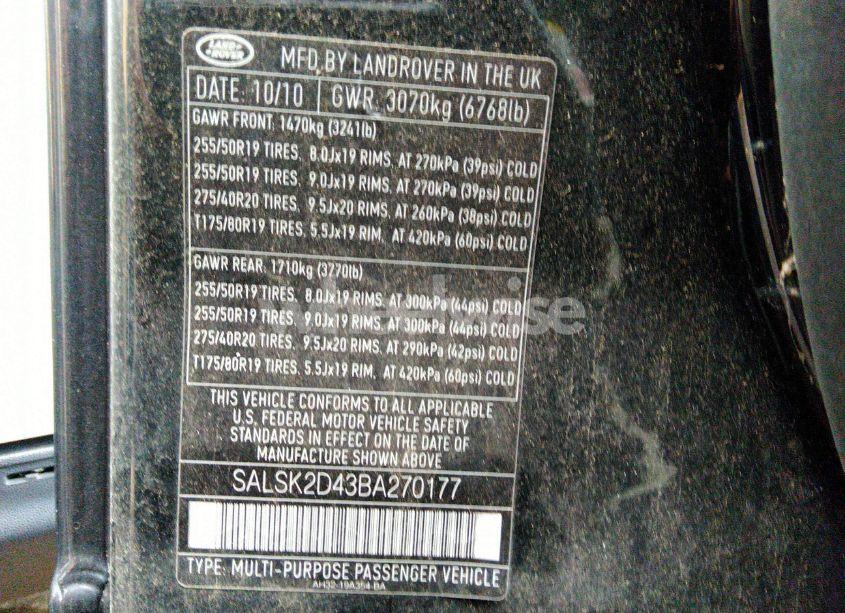 LAND ROVER
MFD BY LANDROVER IN THE UK
DATE: 10/10 GWR: 3070kg (6768lb)
GAWR FRONT: 1470kg (3241lb)
255/50R19 TIRES, 8.0Jx19 RIMS, AT 270kPa (39psi) COLD
255/50R19 TIRES, 9.0Jx19 RIMS, AT 270kPa (39psi) COLD
275/40R20 TIRES, 9.5Jx20 RIMS, AT 260kPa (38psi) COLD
T175/80R19 TIRES, 5.5Jx19 RIM, AT 420kPa (60psi) COLD
GAWR REAR: 1710kg (3770lb)
255/50R19 TIRES, 8.0Jx19 RIMS, AT 300kPa (44psi) COLD
255/50R19 TIRES, 9.0Jx19 RIMS, AT 300kPa (44psi) COLD
275/40R20 TIRES, 9.5Jx20 RIMS, AT 290kPa (42psi) COLD
T175/80R19 TIRES, 5.5Jx19 RIM, AT 420kPa (60psi) COLD
THIS VEHICLE CONFORMS TO ALL APPLICABLE
U.S. FEDERAL MOTOR VEHICLE SAFETY
STANDARDS IN EFFECT ON THE DATE OF
MANUFACTURE SHOWN ABOVE
SALSK2D43BA270177
TYPE: MULTI-PURPOSE PASSENGER VEHICLE